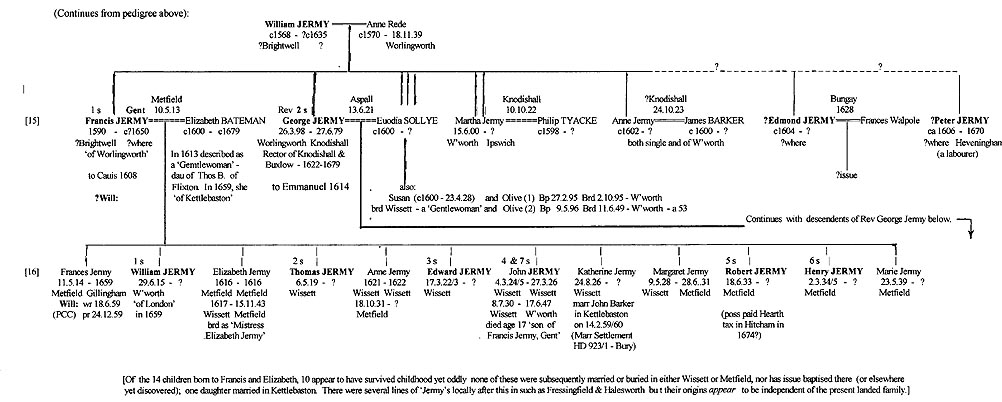 (Continues from pedigree above):
William JERMY Anne Rede
c1568 - ?c1635 c1570 - 18.11.39
?Brightwell ? Worlingworth
? ?
Metfield Aspall Knodishall ?Knodishall Bungay
1 s Gent 10.5.13 Rev 2 s 13.6.21 10.10.22 24.10.23 1628
[15] Francis JERMY Elizabeth BATEMAN George JERMY Euodia SOLLYE Martha Jermy Philip TYACKE Anne Jermy James BARKER ?Edmond JERMY Frances Walpole ?Peter JERMY
1590 - c?1650 c1600 - c1679 26.3.98 - 27.6.79 c1600 - ? 15.6.00 - ? c1598 - ? c1602 - ? c 1600 - ? c1604 - ? ca 1606 - 1670
?Brightwell ?where Worlingworth Knodishall W'worth Ipswich both single and of W'worth ?where ?where Heveninghan
'of Worlingworth' In 1613 described as Rector of Knodishall & (a labourer)
a 'Gentlewoman' - Buxlow - 1622-1679
to Cauis 1608 dau of Thos B. of ?issue
Flixton. In 1659, she to Emmanuel 1614 also:
?Will: 'of Kettlebaston' Susan (c1600 - 23.4.28) and Olive (1) Bp 27.2.95 Brd 2.10.95 - W'worth
brd Wissett - a 'Gentlewoman' and Olive (2) Bp 9.5.96 Brd 11.6.49 - W'worth - a 53
Continues with descendents of Rev George Jermy below.
1 s 2 s 3 s 4 & 7 s 5 s 6 s
[16] Frances Jermy William JERMY Elizabeth Jermy Thomas JERMY Anne Jermy Edward JERMY John JERMY Katherine Jermy Margaret Jermy Robert JERMY Henry JERMY Marie Jermy
11.5.14 - 1659 29.6.15 - ? 1616 - 1616 6.5.19 - ? 1621 - 1622 17.3.22/3 - ? 4.3.24/5 - 27.3.26 24.8.26 - ? 9.5.28 - 28.6.31 18.6.33 - ? 2.3.34/5 - ? 23.5.39 - ?
Metfield Gillingham W'worth Metfield Metfield Wissett Wissett Wissett Wissett Wissett Wissett Wissett Wissett Metfield Metfield Metfield Metfield
Will: wr 18.6.59 'of London' 1617 - 15.11.43 18.10.31 - ? 8.7.30 - 17.6.47 marr John Barker
(PCC) pr 24.12.59 in 1659 Wissett Metfield Metfield Wissett W'worth in Kettlebaston (poss paid Hearth
brd as 'Mistress died age 17 'son of on 14.2.59/60 tax in Hitcham in
Elizabeth Jermy' Francis Jermy, Gent' (Marr Settlement 1674?)
HD 923/1 - Bury)
[Of the 14 children born to Francis and Elizabeth, 10 appear to have survived childhood yet oddly none of these were subsequently married or buried in either Wissett or Metfield, nor has issue baptised there (or elsewhere
yet discovered); one daughter married in Kettlebaston. There were several lines of 'Jermy's locally after this in such as Fressingfield & Halesworth but their origins appear to be independent of the present landed family.]